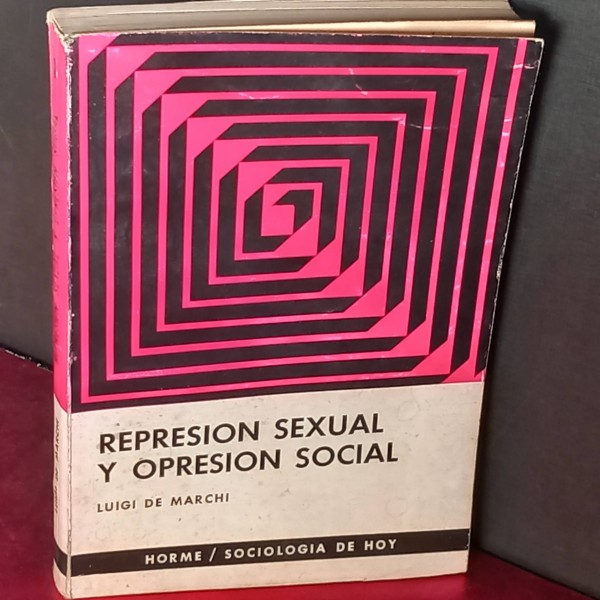 REPRESION SEXUAL
Y OPRESION SOCIAL
LUIGI DE MARCHI
HORME / SOCIOLOGIA DE HOY